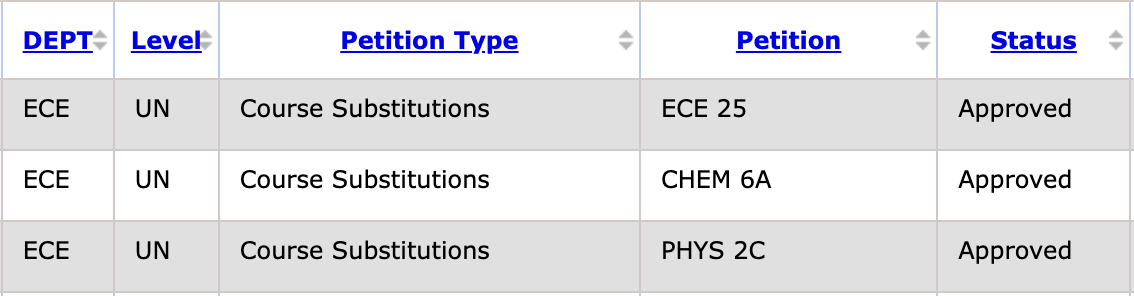 DEPT Level Petition Type Petition Status
ECE UN Course Substitutions ECE 25 Approved
ECE UN Course Substitutions CHEM 6A Approved
ECE UN Course Substitutions PHYS 2C Approved